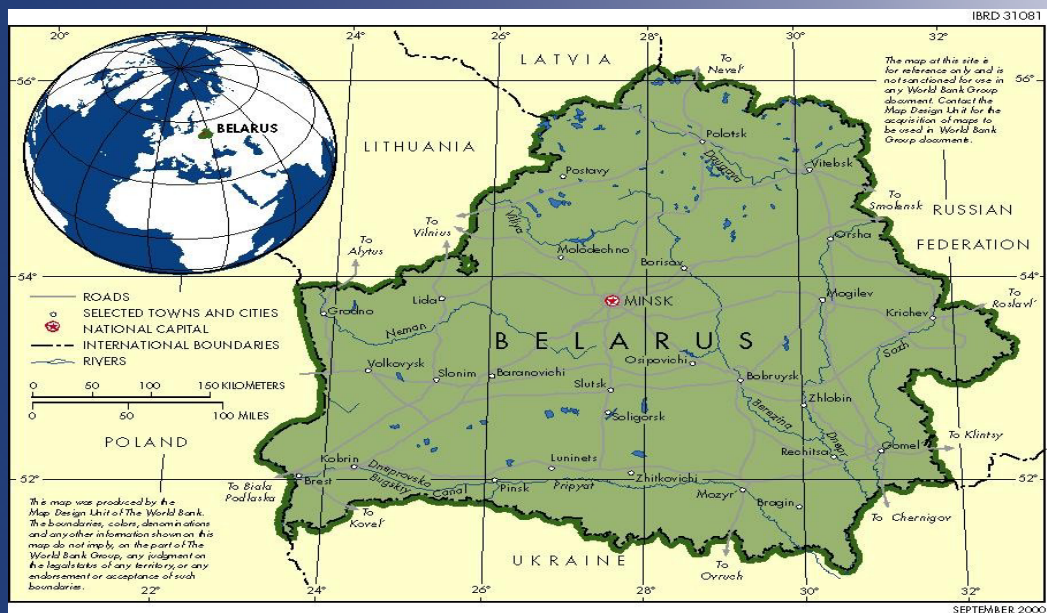 IBRD 31081
20°
24°
26°
28°
30°
32°
LATVIA
To
Nevel'
56°
56°
The map at this site is
for reference only and is
not sanctioned for use in
any World Bank Group
document. Contact the
Map Design Unit for the
acquisition of maps to
be used in World Bank
Group documents.
BELARUS
LITHUANIA
Polotsk
Daugava
Vitebsk
Postavy
To
Smolensk
RUSSIAN
FEDERATION
To
Vilnius
Viliya
To
Alytus
Molodechno
Borisov
Orsha
54°
54°
ROADS
SELECTED TOWNS AND CITIES
NATIONAL CAPITAL
INTERNATIONAL BOUNDARIES
RIVERS
Lida
MINSK
Mogilev
To
Roslavl'
Grodno
Krichev
Neman
BELARUS
Sozh
Osipovichi
Volkovysk
Slonim
Baranovichi
Bobruysk
0 50 100 150 KILOMETERS
0 50 100 MILES
Slutsk
Zhlobin
Soligorsk
Berezina
Dnepr
POLAND
Gomel'
To Klintsy
Rechitsa
Kobrin
Luninets
Zhitkovichi
52°
52°
To Biala
Podlaska
Brest
Dneprovsko
Bugskiy Canal
Pinsk
Pripyat
Mozyr'
Bragin
To
Kovel'
To Chernigov
This map was produced by the
Map Design Unit of The World Bank.
The boundaries, colors, denominations
and any other information shown on this
map do not imply, on the part of The
World Bank Group, any judgment on
the legal status of any territory, or any
endorsement or acceptance of such
boundaries.
UKRAINE
To
Ovruch
22°
24°
26°
28°
30°
32°
SEPTEMBER 2000